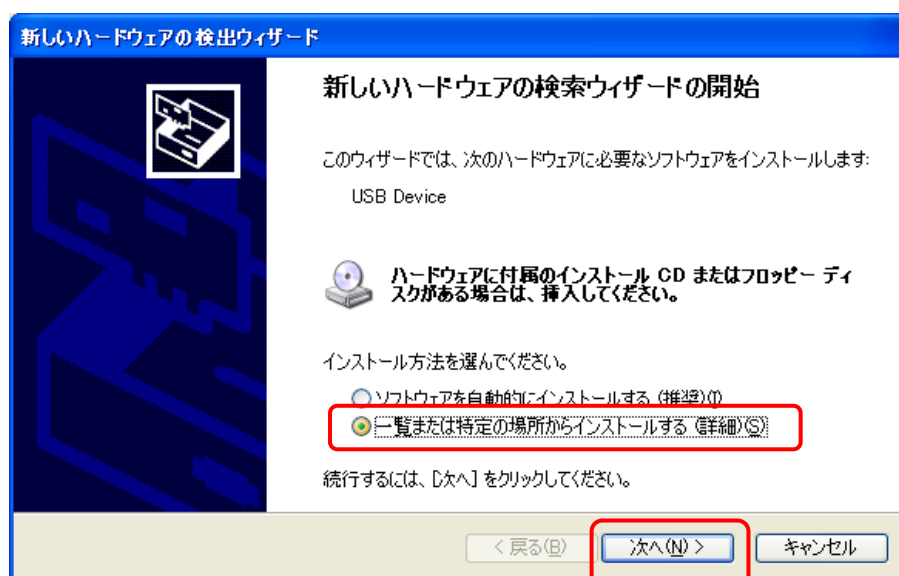 新しいハードウェアの検出ウィザード
新しいハードウェアの検索ウィザードの開始
このウィザードでは、次のハードウェアに必要なソフトウェアをインストールします:
USB Device
ハードウェアに付属のインストール CD またはフロッピー ディ
スクがある場合は、挿入してください。
インストール方法を選んでください。
ソフトウェアを自動的にインストールする (推奨)(I)
一覧または特定の場所からインストールする (詳細)(S)
続行するには、[次へ] をクリックしてください。
< 戻る(B)
次へ(N) >
キャンセル